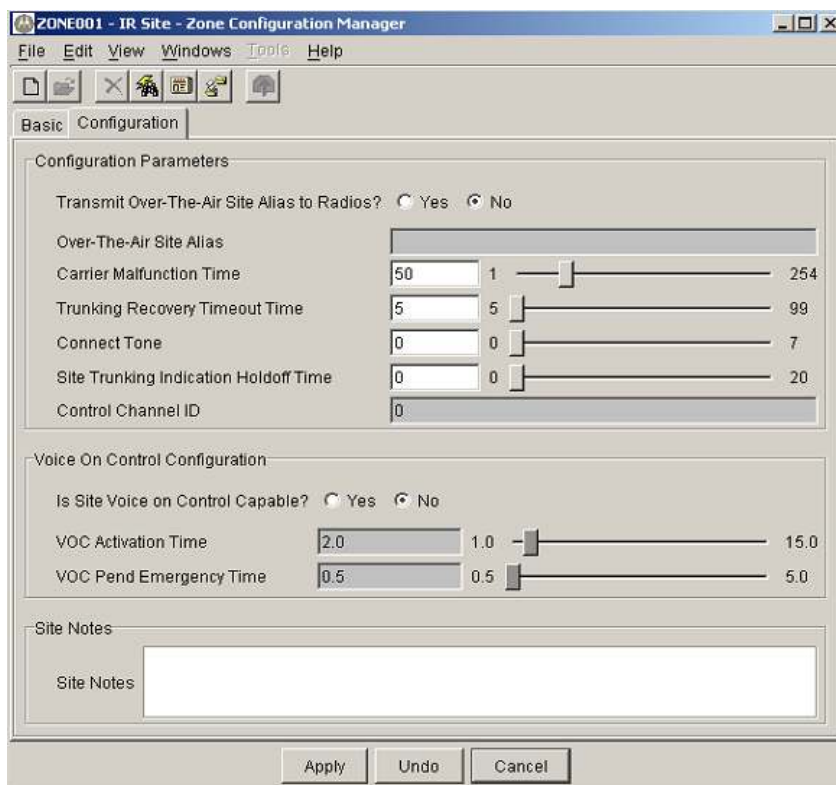 ZONE001 - IR Site - Zone Configuration Manager
File Edit View Windows Tools Help
Basic Configuration
Configuration Parameters
Transmit Over-The-Air Site Alias to Radios? Yes No
Over-The-Air Site Alias
Carrier Malfunction Time 50 1 254
Trunking Recovery Timeout Time 5 5 99
Connect Tone 0 0 7
Site Trunking Indication Holdoff Time 0 0 20
Control Channel ID 0
Voice On Control Configuration
Is Site Voice on Control Capable? Yes No
VOC Activation Time 2.0 1.0 15.0
VOC Pend Emergency Time 0.5 0.5 5.0
Site Notes
Site Notes
Apply Undo Cancel